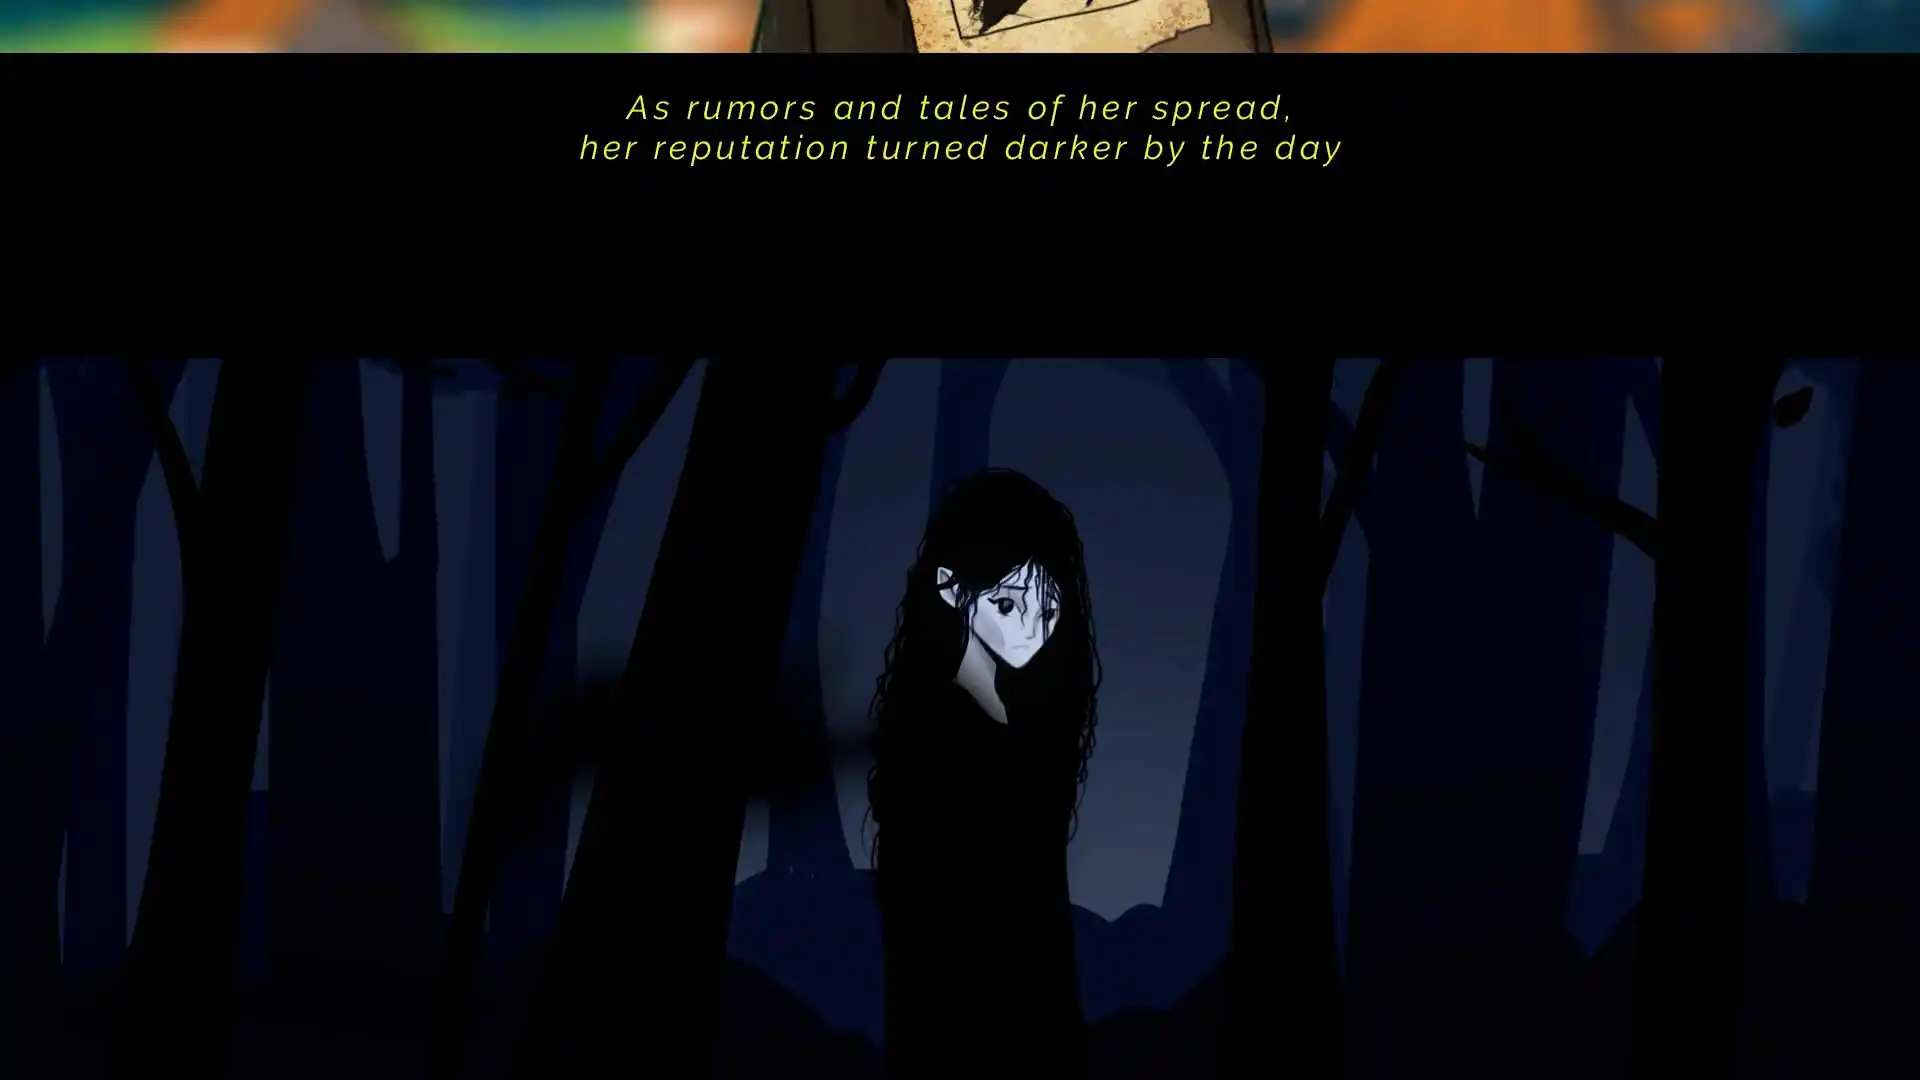 As rumors and tales of her spread,
her reputation turned darker by the day